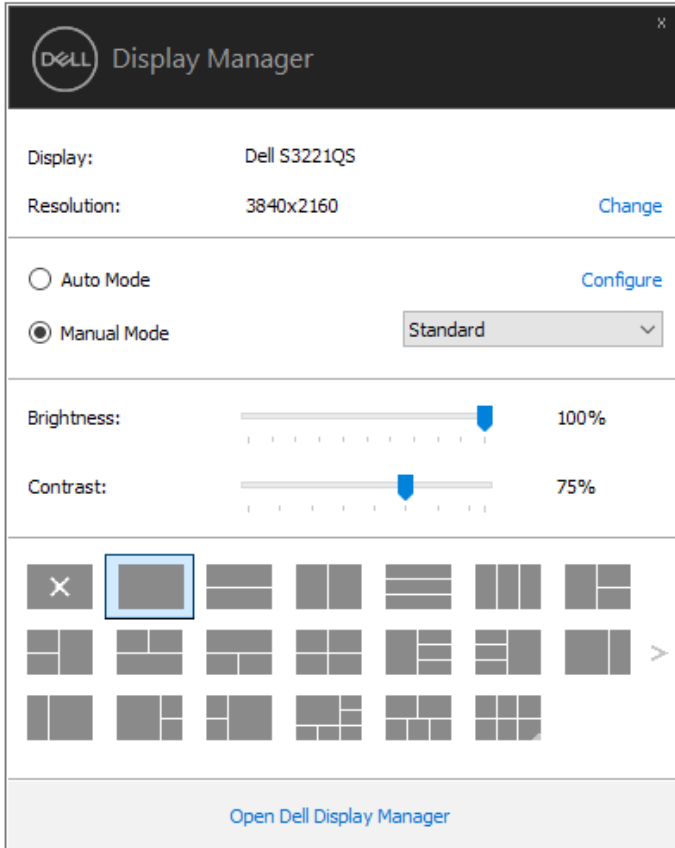 x
DELL Display Manager
Display: Dell S3221QS
Resolution: 3840x2160 Change
Auto Mode Configure
Manual Mode Standard
Brightness: 100%
Contrast: 75%
Open Dell Display Manager